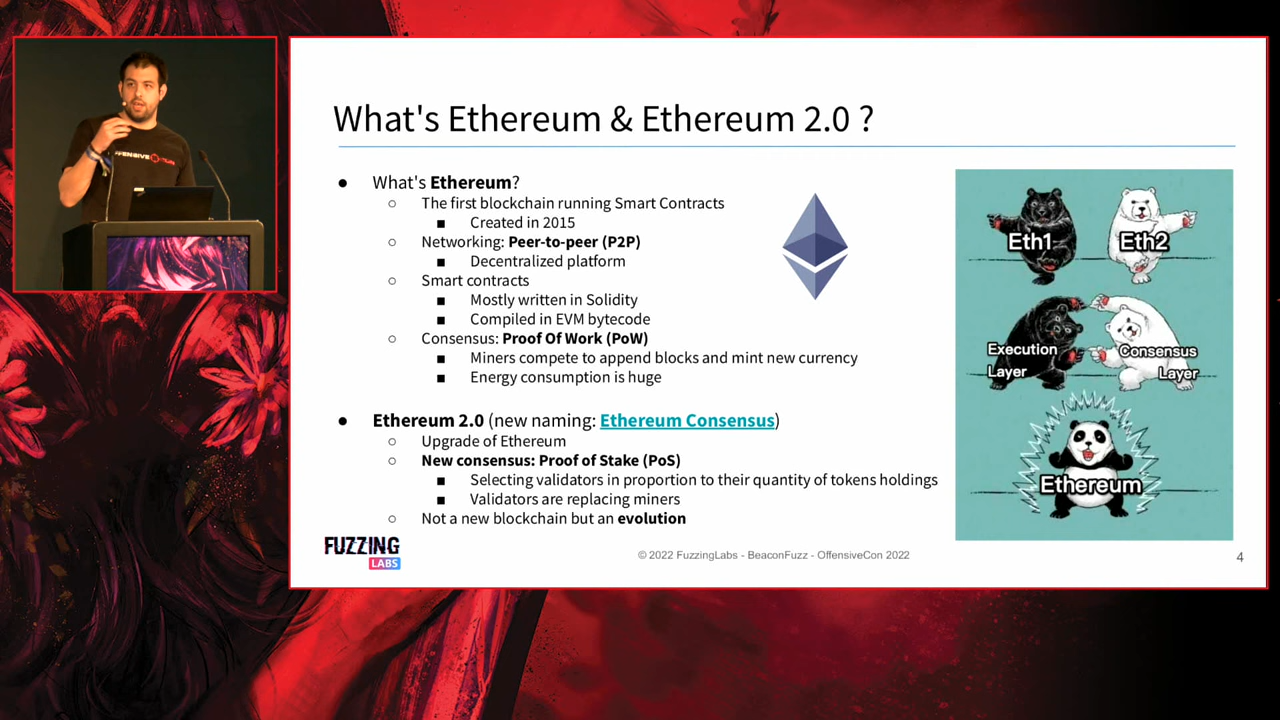 What's Ethereum & Ethereum 2.0 ?
● What's Ethereum?
○ The first blockchain running Smart Contracts
■ Created in 2015
○ Networking: Peer-to-peer (P2P)
■ Decentralized platform
○ Smart contracts
■ Mostly written in Solidity
■ Compiled in EVM bytecode
○ Consensus: Proof Of Work (PoW)
■ Miners compete to append blocks and mint new currency
■ Energy consumption is huge
● Ethereum 2.0 (new naming: Ethereum Consensus)
○ Upgrade of Ethereum
○ New consensus: Proof of Stake (PoS)
■ Selecting validators in proportion to their quantity of tokens holdings
■ Validators are replacing miners
○ Not a new blockchain but an evolution
Eth1
Eth2
Execution
Layer
Consensus
Layer
Ethereum
FUZZING
LABS
© 2022 FuzzingLabs - BeaconFuzz - OffensiveCon 2022
4